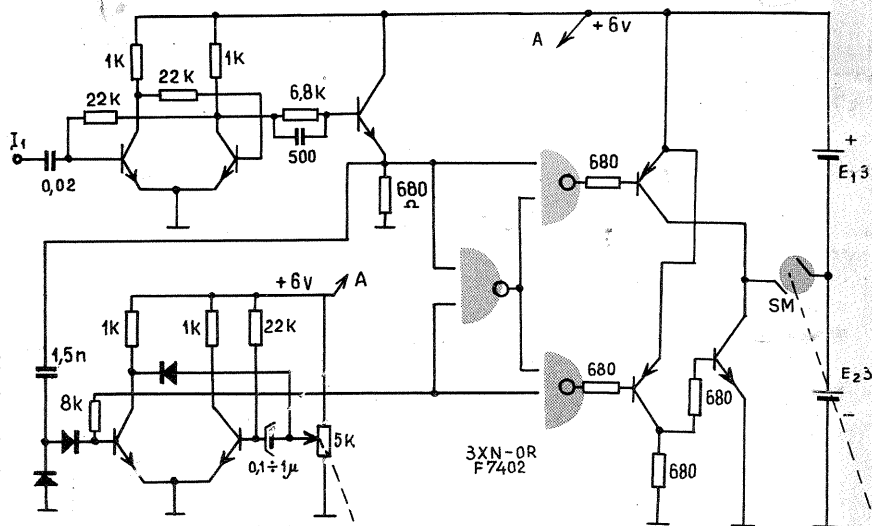 +6v
A
1K
1K
22K
22K
6,8K
I1
0,02
500
680
Ω
680
E1 3
+
+6v
A
SM
1K
1K
22K
1,5n
8K
680
680
E2 3
-
5K
0,1÷1μ
3XN-OR
F7402
680